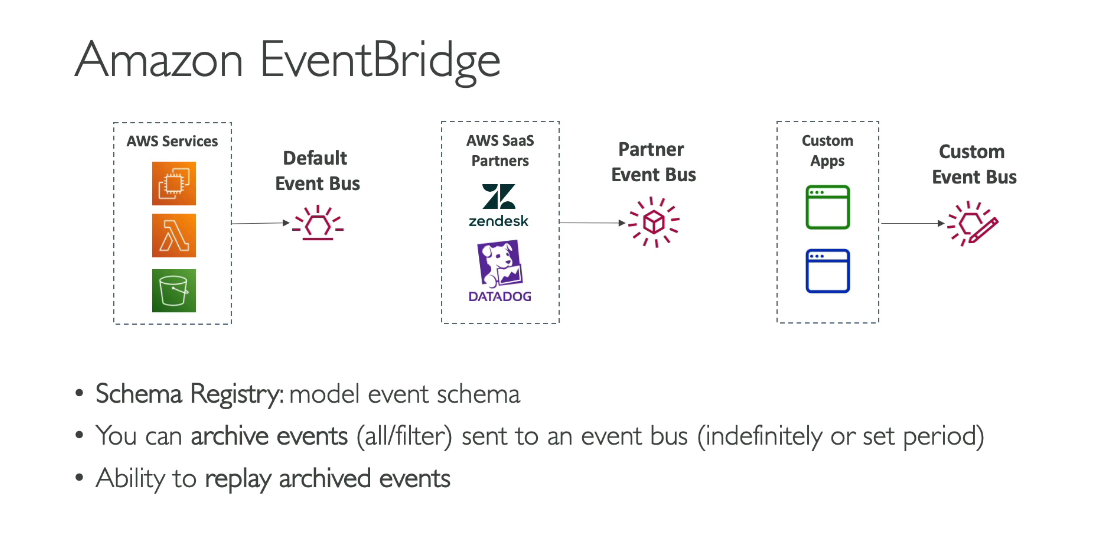 Amazon EventBridge
AWS Services
Default
Event Bus
AWS SaaS
Partners
zendesk
DATADOG
Partner
Event Bus
Custom
Apps
Custom
Event Bus
• Schema Registry: model event schema
• You can archive events (all/filter) sent to an event bus (indefinitely or set period)
• Ability to replay archived events